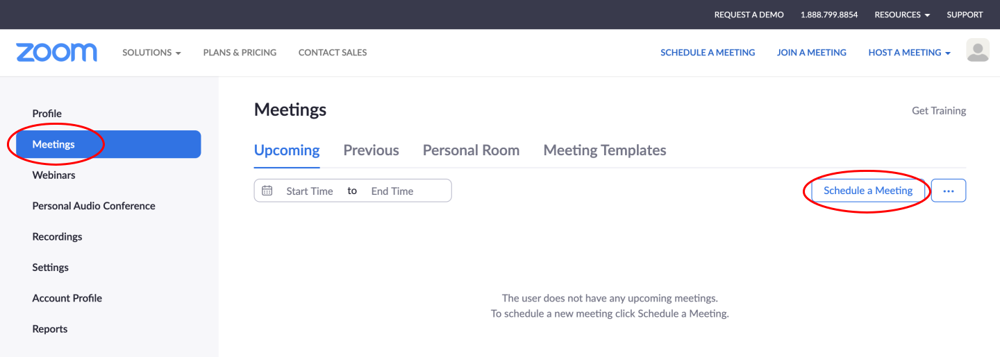 REQUEST A DEMO 1.888.799.8854 RESOURCES SUPPORT
zoom SOLUTIONS PLANS & PRICING CONTACT SALES SCHEDULE A MEETING JOIN A MEETING HOST A MEETING
Profile
Meetings
Webinars
Personal Audio Conference
Recordings
Settings
Account Profile
Reports
Meetings Get Training
Upcoming Previous Personal Room Meeting Templates
Start Time to End Time Schedule a Meeting ...
The user does not have any upcoming meetings.
To schedule a new meeting click Schedule a Meeting.